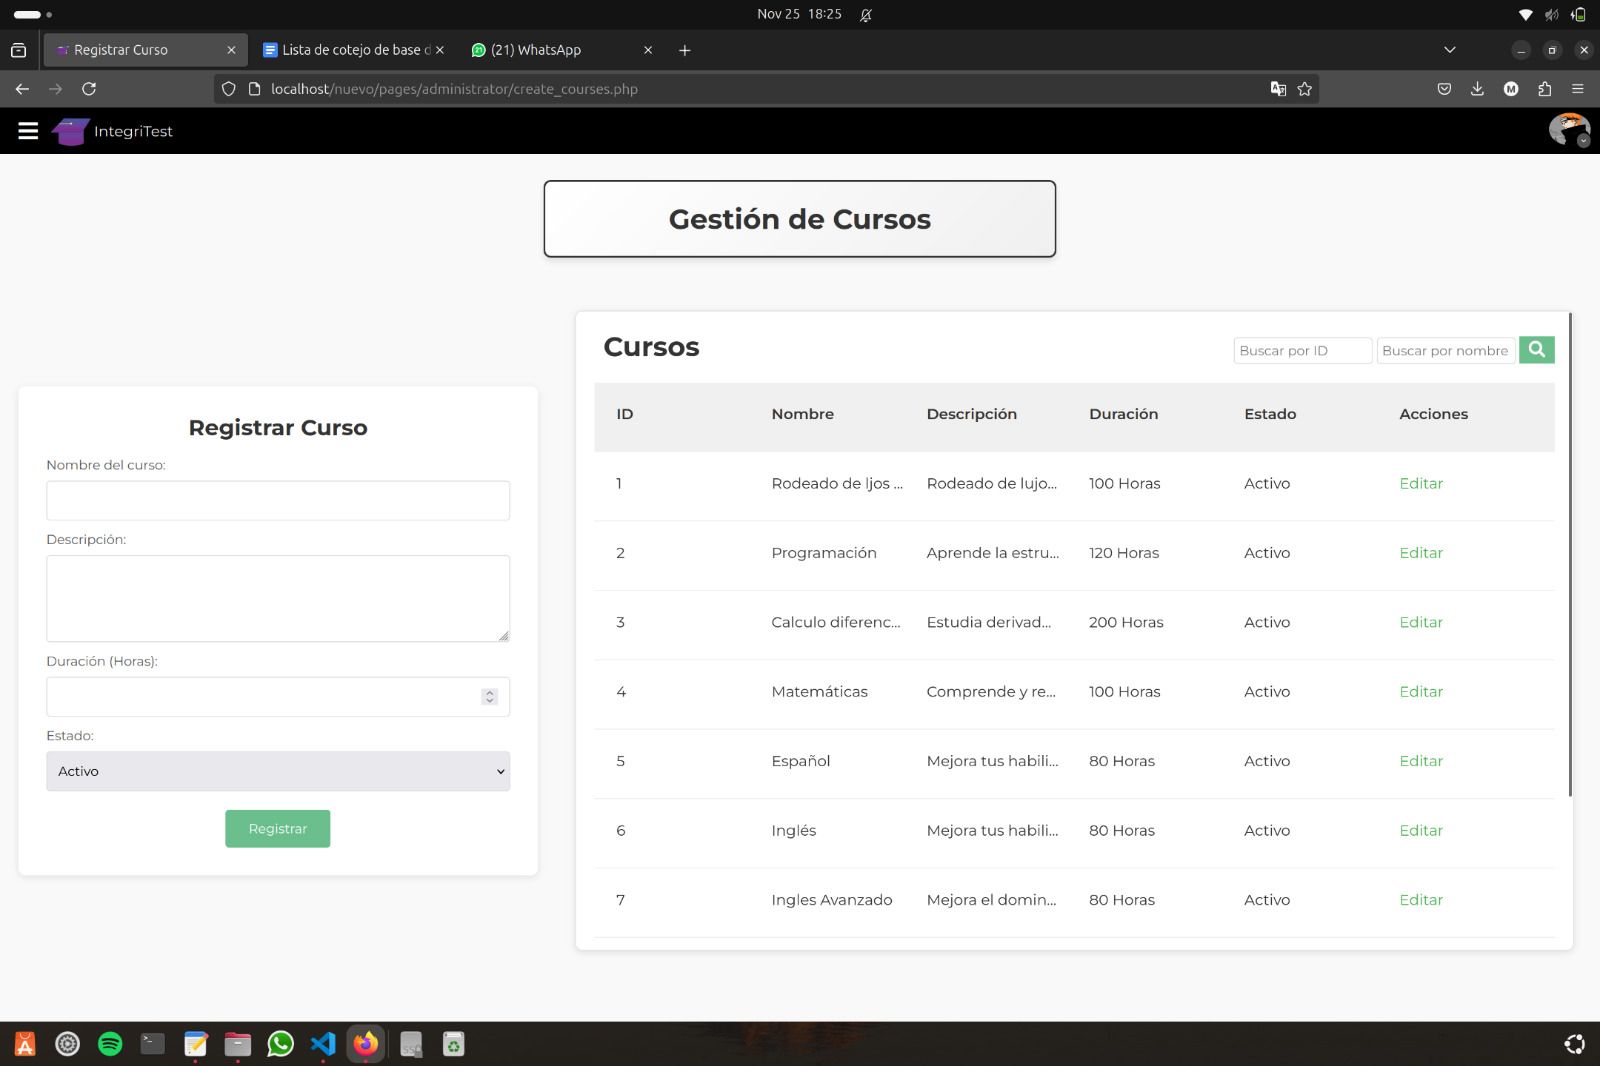 Nov 25 18:25
Registrar Curso
Lista de cotejo de base d
(21) WhatsApp
localhost/nuevo/pages/administrator/create_courses.php
M
IntegriTest
Gestión de Cursos
Registrar Curso
Nombre del curso:
Descripción:
Duración (Horas):
Estado:
Activo
Registrar
Cursos
Buscar por ID Buscar por nombre
ID Nombre Descripción Duración Estado Acciones
1 Rodeado de ljos ... Rodeado de lujo... 100 Horas Activo Editar
2 Programación Aprende la estru... 120 Horas Activo Editar
3 Calculo diferenc... Estudia derivad... 200 Horas Activo Editar
4 Matemáticas Comprende y re... 100 Horas Activo Editar
5 Español Mejora tus habili... 80 Horas Activo Editar
6 Inglés Mejora tus habili... 80 Horas Activo Editar
7 Ingles Avanzado Mejora el domin... 80 Horas Activo Editar